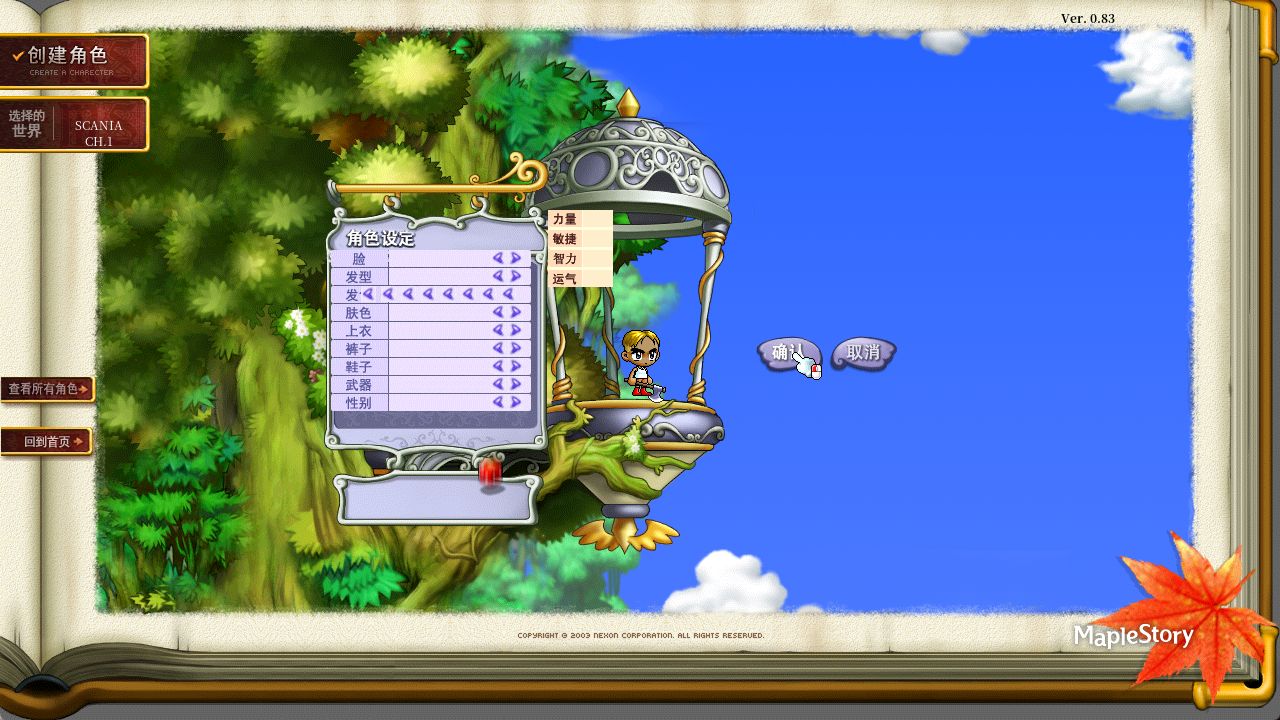 Ver. 0.83
创建角色
CREATE A CHARECTER
选择的
世界
SCANIA
CH.1
角色设定
脸
发型
发
肤色
上衣
裤子
鞋子
武器
性别
力量
敏捷
智力
运气
确认
取消
查看所有角色
回到首页
COPYRIGHT @ 2003 NEXON CORPORATION. ALL RIGHTS RESERVED.
MapleStory